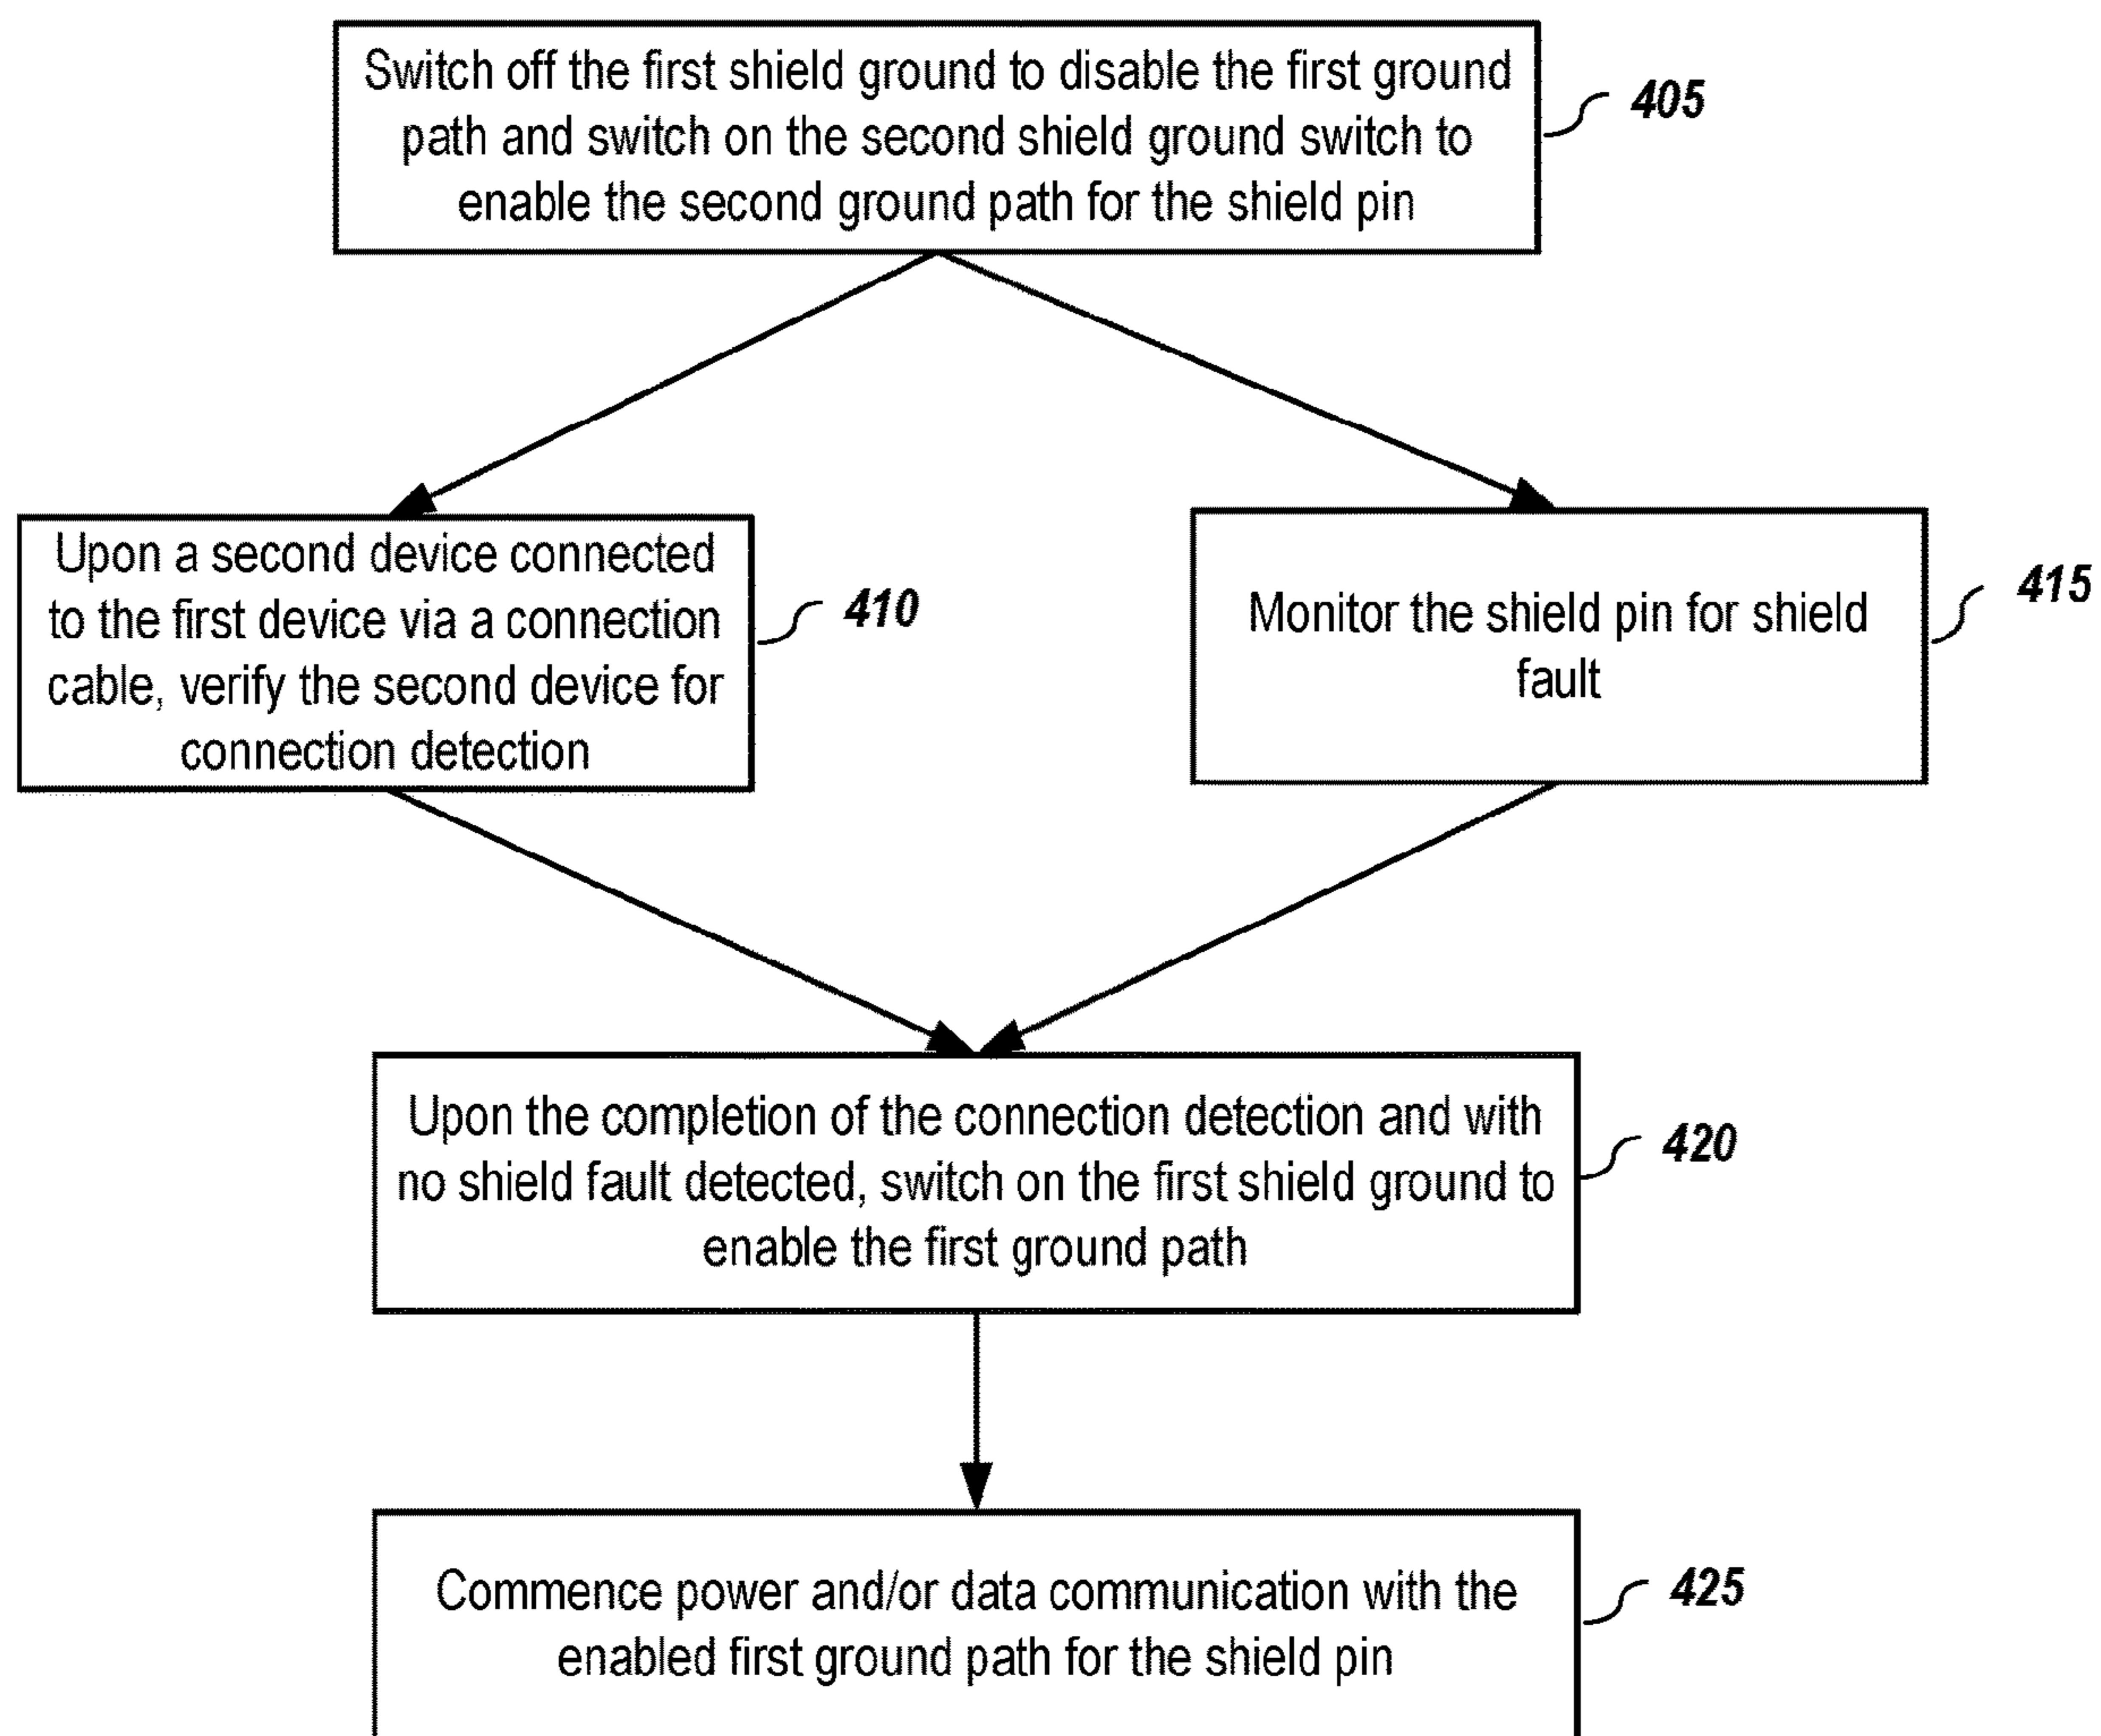 Switch off the first shield ground to disable the first ground
path and switch on the second shield ground switch to
enable the second ground path for the shield pin
405
Upon a second device connected
to the first device via a connection
cable, verify the second device for
connection detection
410
Monitor the shield pin for shield
fault
415
Upon the completion of the connection detection and with
no shield fault detected, switch on the first shield ground to
enable the first ground path
420
Commence power and/or data communication with the
enabled first ground path for the shield pin
425